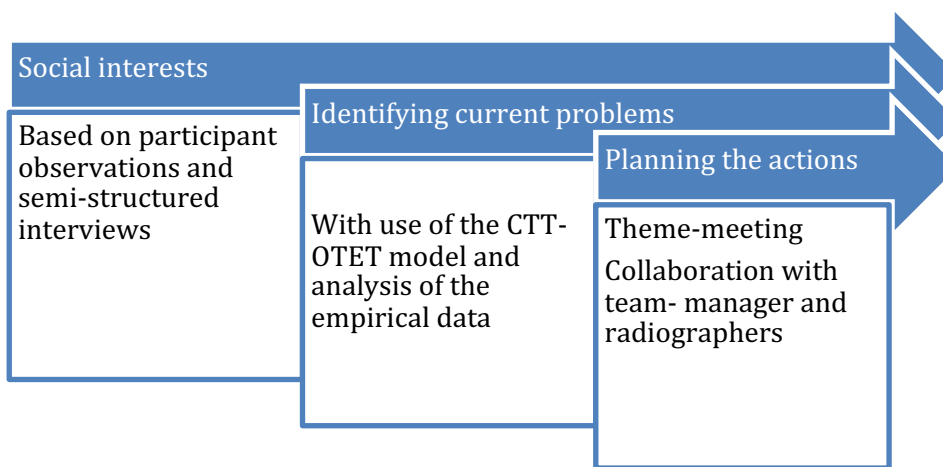 Social interests
Based on participant
observations and
semi-structured
interviews
Identifying current problems
With use of the CTT-
OTET model and
analysis of the
empirical data
Planning the actions
Theme-meeting
Collaboration with
team- manager and
radiographers